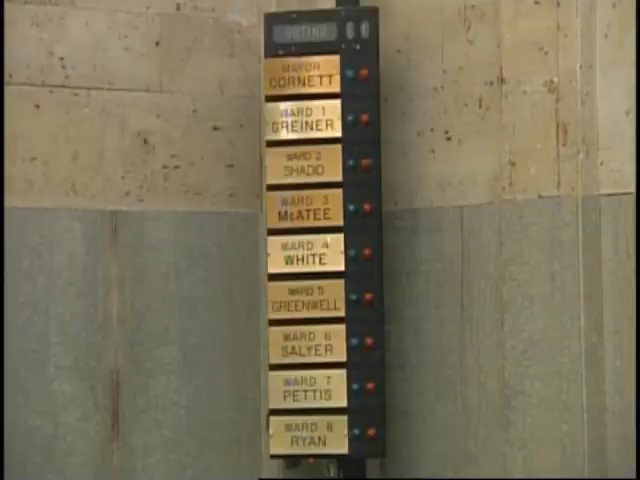 VOTING
MAYOR
CORNETT
WARD 1
GREINER
WARD 2
SHADID
WARD 3
McATEE
WARD 4
WHITE
WARD 5
GREENWELL
WARD 6
SALYER
WARD 7
PETTIS
WARD 8
RYAN